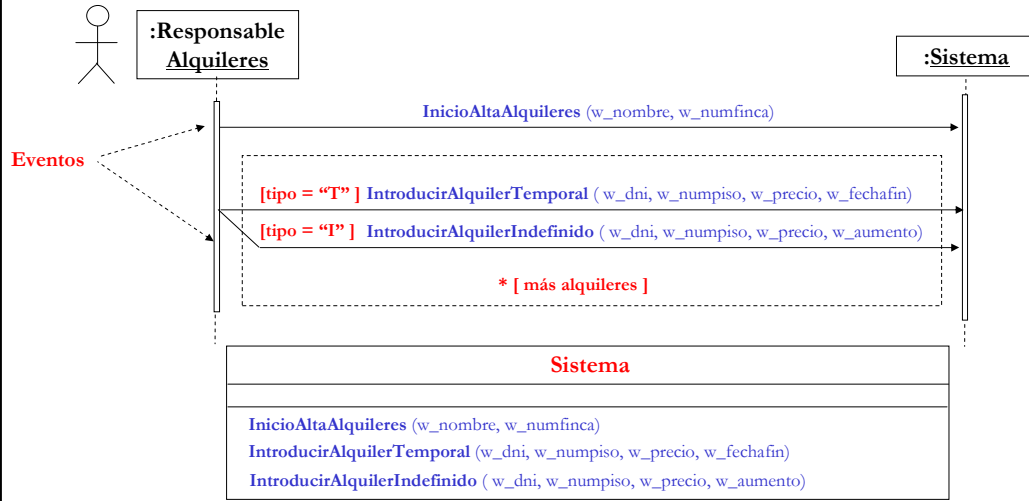 :Responsable
Alquileres
:Sistema
InicioAltaAlquileres (w_nombre, w_numfinca)
Eventos
[tipo = “T” ] IntroducirAlquilerTemporal ( w_dni, w_numpiso, w_precio, w_fechafin)
[tipo = “I” ] IntroducirAlquilerIndefinido ( w_dni, w_numpiso, w_precio, w_aumento)
* [ más alquileres ]
Sistema
InicioAltaAlquileres (w_nombre, w_numfinca)
IntroducirAlquilerTemporal (w_dni, w_numpiso, w_precio, w_fechafin)
IntroducirAlquilerIndefinido ( w_dni, w_numpiso, w_precio, w_aumento)